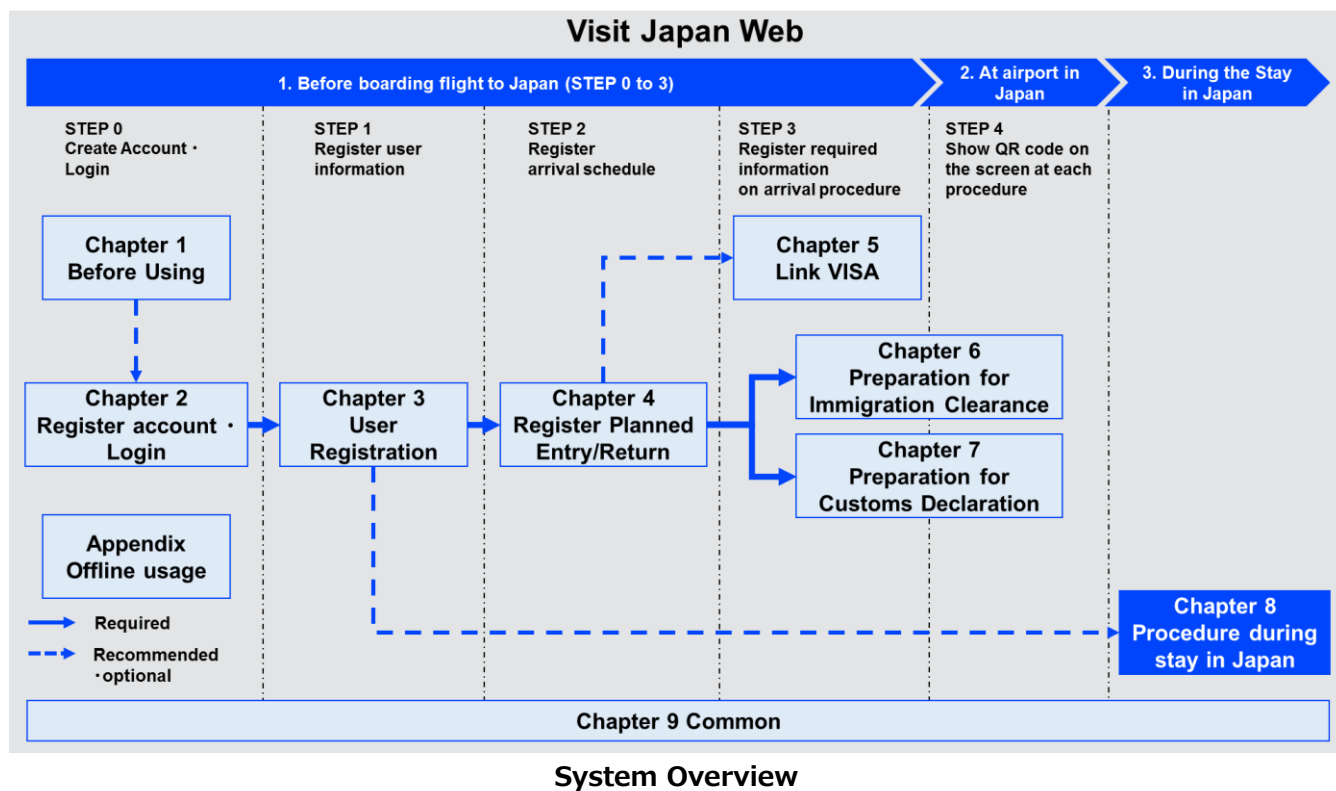 Visit Japan Web
1. Before boarding flight to Japan (STEP 0 to 3)
2. At airport in
Japan
3. During the Stay
in Japan
STEP 0
Create Account・
Login
STEP 1
Register user
information
STEP 2
Register
arrival schedule
STEP 3
Register required
information
on arrival procedure
STEP 4
Show QR code on
the screen at each
procedure
Chapter 1
Before Using
Chapter 5
Link VISA
Chapter 2
Register account・
Login
Chapter 3
User
Registration
Chapter 4
Register Planned
Entry/Return
Chapter 6
Preparation for
Immigration Clearance
Chapter 7
Preparation for
Customs Declaration
Appendix
Offline usage
Required
Recommended
・optional
Chapter 8
Procedure during
stay in Japan
Chapter 9 Common
System Overview